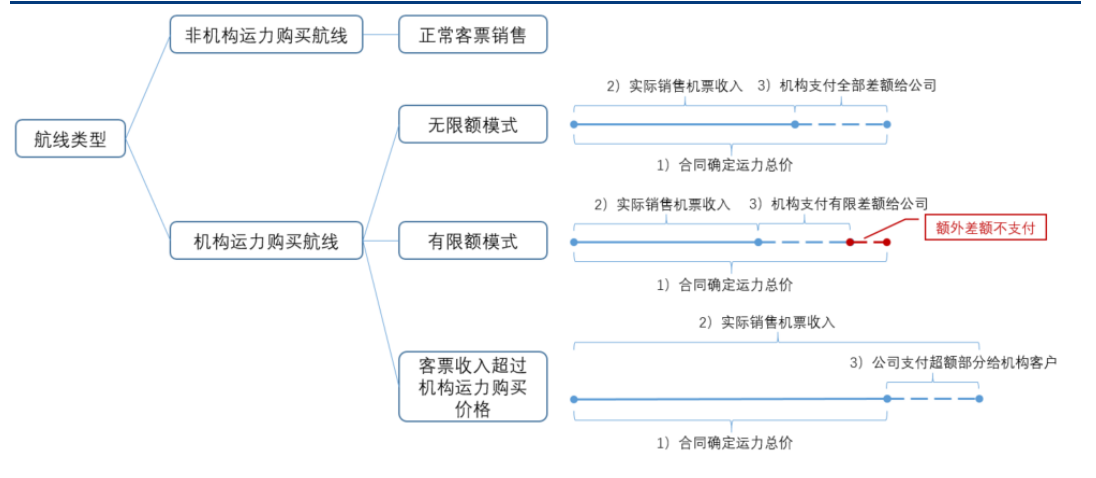 非机构运力购买航线
正常客票销售
2）实际销售机票收入
3）机构支付全部差额给公司
无限额模式
航线类型
1）合同确定运力总价
2）实际销售机票收入
3）机构支付有限差额给公司
额外差额不支付
机构运力购买航线
有限额模式
1）合同确定运力总价
2）实际销售机票收入
客票收入超过
机构运力购买
价格
3）公司支付超额部分给机构客户
1）合同确定运力总价